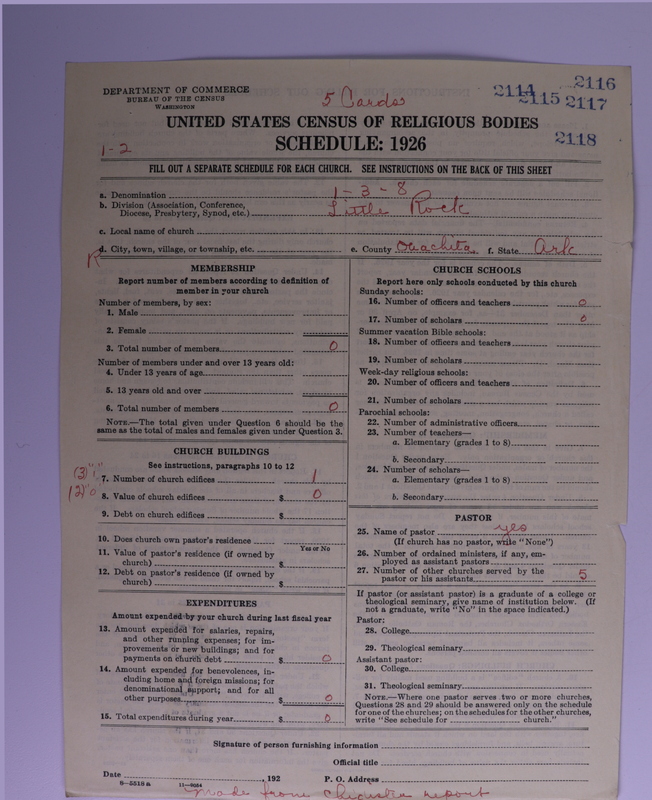 DEPARTMENT OF COMMERCE
BUREAU OF THE CENSUS
WASHINGTON
5 Cards
2114 2116
2115 2117
2118
UNITED STATES CENSUS OF RELIGIOUS BODIES
SCHEDULE: 1926
1-2
FILL OUT A SEPARATE SCHEDULE FOR EACH CHURCH. SEE INSTRUCTIONS ON THE BACK OF THIS SHEET
a. Denomination 1-3-8
b. Division (Association, Conference, Diocese, Presbytery, Synod, etc.) Little Rock
c. Local name of church
d. City, town, village, or township, etc. e. County Ouachita f. State Ark
R
MEMBERSHIP
Report number of members according to definition of
member in your church
Number of members, by sex:
1. Male
2. Female
3. Total number of members 0
Number of members under and over 13 years old:
4. Under 13 years of age
5. 13 years old and over
6. Total number of members 0
NOTE.—The total given under Question 6 should be
same as the total of males and females given under Question 3.
CHURCH BUILDINGS
See instructions, paragraphs 10 to 12
(3) "1"
7. Number of church edifices 1
(2) "0
8. Value of church edifices $ 0
9. Debt on church edifices $
10. Does church own pastor's residence
Yes or No
11. Value of pastor's residence (if owned by
church) $
12. Debt on pastor's residence (if owned by
church) $
EXPENDITURES
Amount expended by your church during last fiscal year
13. Amount expended for salaries, repairs,
and other running expenses; for im-
provements or new buildings; and for
payments on church debt $ 0
14. Amount expended for benevolences, in-
cluding home and foreign missions; for
denominational support; and for all
other purposes $ 0
15. Total expenditures during year $ 0
CHURCH SCHOOLS
Report here only schools conducted by this church
Sunday schools:
16. Number of officers and teachers 0
17. Number of scholars 0
Summer vacation Bible schools:
18. Number of officers and teachers
19. Number of scholars
Week-day religious schools:
20. Number of officers and teachers
21. Number of scholars
Parochial schools:
22. Number of administrative officers
23. Number of teachers—
a. Elementary (grades 1 to 8)
b. Secondary
24. Number of scholars—
a. Elementary (grades 1 to 8)
b. Secondary
PASTOR
25. Name of pastor yes
(If church has no pastor, write "None")
26. Number of ordained ministers, if any, em-
ployed as assistant pastors
27. Number of other churches served by the
pastor or his assistants 5
If pastor (or assistant pastor) is a graduate of a college or
theological seminary, give name of institution below. (If
not a graduate, write "No" in the space indicated.)
Pastor:
28. College
29. Theological seminary
Assistant pastor:
30. College
31. Theological seminary
NOTE.—Where one pastor serves two or more churches,
Questions 28 and 29 should be answered only on the schedule
for one of the churches; on the schedules for the other churches,
write "See schedule for church."
Signature of person furnishing information
Official title
Date , 192 P. O. Address
8—5518a 11—9054
Made from report